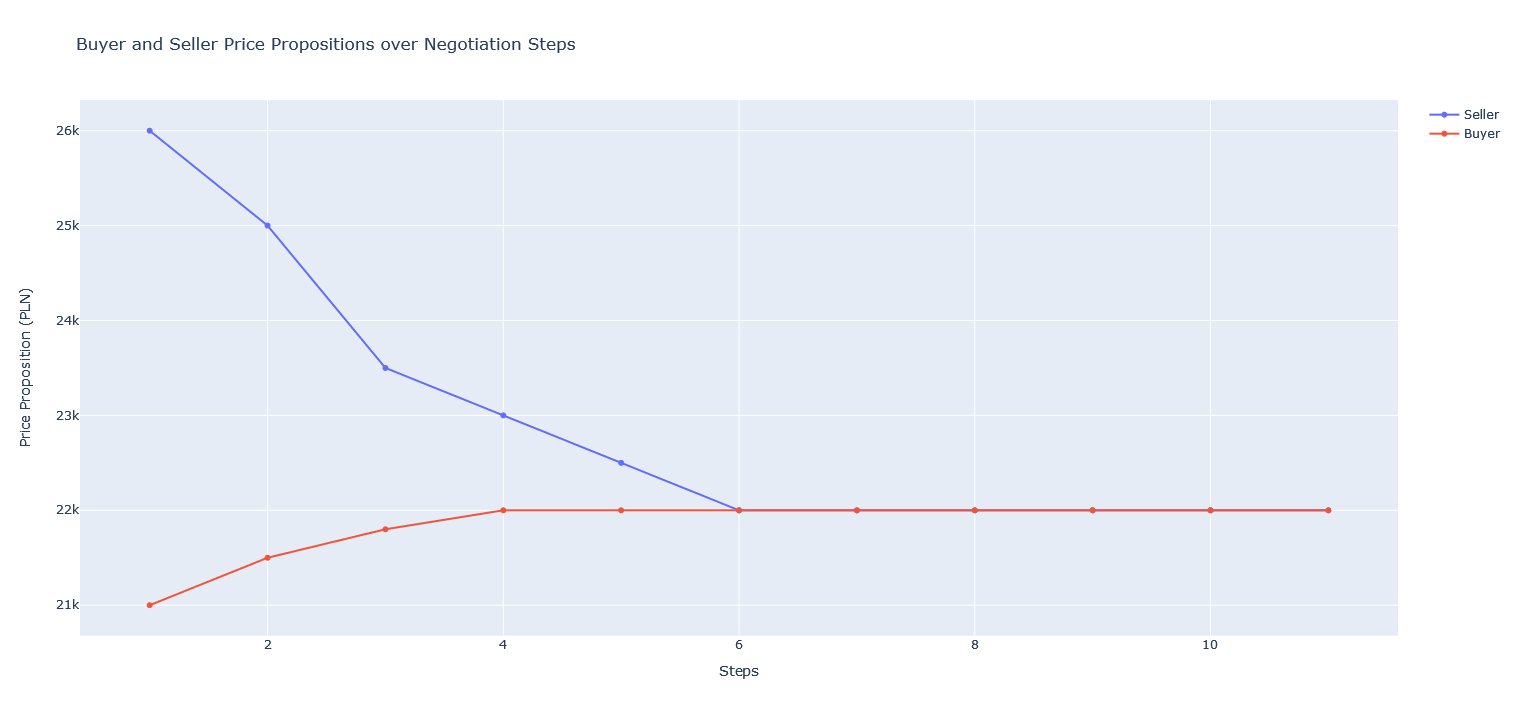 Buyer and Seller Price Propositions over Negotiation Steps
Seller
Buyer
Price Proposition (PLN)
26k
25k
24k
23k
22k
21k
2
4
6
8
10
Steps